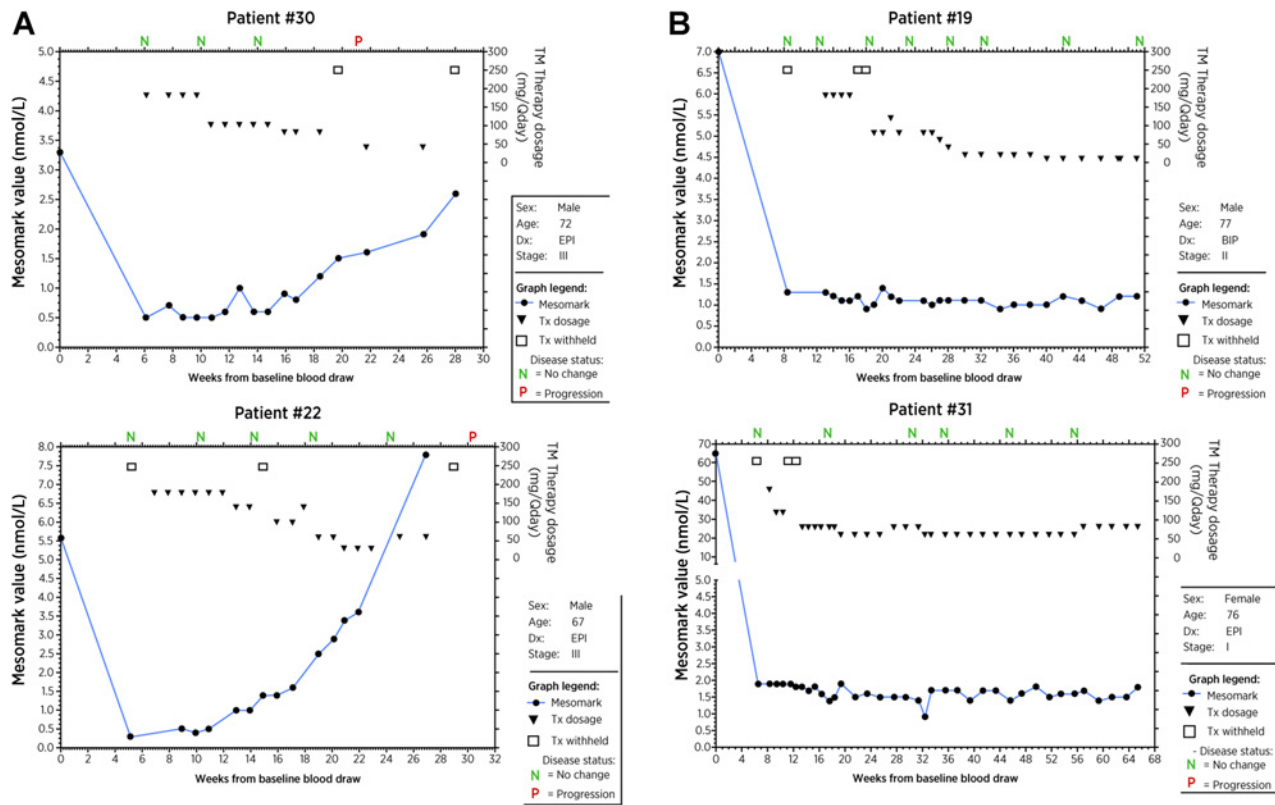 A
Patient #30
N N N P
Mesomark value (nmol/L)
5.0
4.5
4.0
3.5
3.0
2.5
2.0
1.5
1.0
0.5
0.0
300
250
200
150
100
50
0
TM Therapy dosage
(mg/Qday)
0 2 4 6 8 10 12 14 16 18 20 22 24 26 28 30
Weeks from baseline blood draw
Sex: Male
Age: 72
Dx: EPI
Stage: III
Graph legend:
Mesomark
Tx dosage
Tx withheld
Disease status:
N = No change
P = Progression
B
Patient #19
N N N N N N N N
Mesomark value (nmol/L)
7.0
6.5
6.0
5.5
5.0
4.5
4.0
3.5
3.0
2.5
2.0
1.5
1.0
0.5
0.0
300
250
200
150
100
50
0
TM Therapy dosage
(mg/Qday)
0 4 8 12 16 20 24 28 32 36 40 44 48 52
Weeks from baseline blood draw
Sex: Male
Age: 77
Dx: BIP
Stage: II
Graph legend:
Mesomark
Tx dosage
Tx withheld
Disease status:
N = No change
P = Progression
Patient #22
N N N N N P
Mesomark value (nmol/L)
8.0
7.5
7.0
6.5
6.0
5.5
5.0
4.5
4.0
3.5
3.0
2.5
2.0
1.5
1.0
0.5
0.0
300
250
200
150
100
50
0
TM Therapy dosage
(mg/Qday)
0 2 4 6 8 10 12 14 16 18 20 22 24 26 28 30 32
Weeks from baseline blood draw
Sex: Male
Age: 67
Dx: EPI
Stage: III
Graph legend:
Mesomark
Tx dosage
Tx withheld
Disease status:
N = No change
P = Progression
Patient #31
N N N N N N
Mesomark value (nmol/L)
70
60
50
40
30
20
10
5.0
4.5
4.0
3.5
3.0
2.5
2.0
1.5
1.0
0.5
0.0
300
250
200
150
100
50
0
TM Therapy dosage
(mg/Qday)
0 4 8 12 16 20 24 28 32 36 40 44 48 52 56 60 64 68
Weeks from baseline blood draw
Sex: Female
Age: 76
Dx: EPI
Stage: I
Graph legend:
Mesomark
Tx dosage
Tx withheld
- Disease status:
N = No change
P = Progression